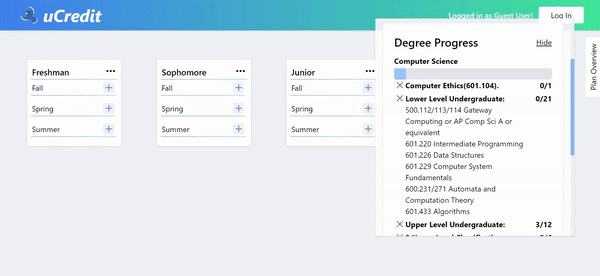 uCredit
Logged in as Guest User!
Log In
Degree Progress
Hide
Computer Science
Computer Ethics(601.104). 0/1
Lower Level Undergraduate: 0/21
500.112/113/114 Gateway
Computing or AP Comp Sci A or
equivalent
601.220 Intermediate Programming
601.226 Data Structures
601.229 Computer System
Fundamentals
600.231/271 Automata and
Computation Theory
601.433 Algorithms
Upper Level Undergraduate: 3/12
Plan Overview
Freshman
Fall
Spring
Summer
Sophomore
Fall
Spring
Summer
Junior
Fall
Spring
Summer